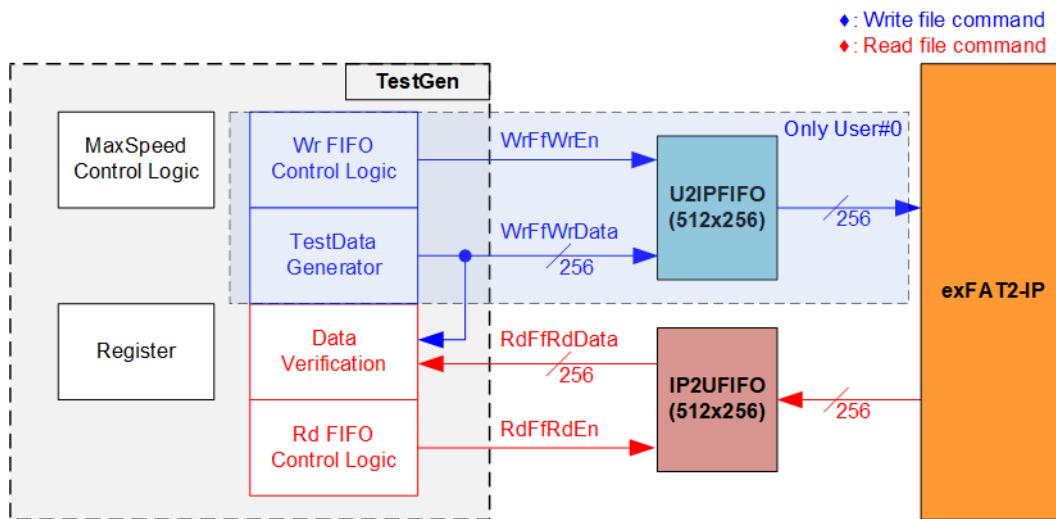 ♦: Write file command
♦: Read file command
TestGen
MaxSpeed
Control Logic
Wr FIFO
Control Logic
WrFfWrEn
Only User#0
U2IPFIFO
(512x256)
256
TestData
Generator
WrFfWrData
256
exFAT2-IP
Register
Data
Verification
RdFfRdData
256
IP2UFIFO
(512x256)
256
Rd FIFO
Control Logic
RdFfRdEn